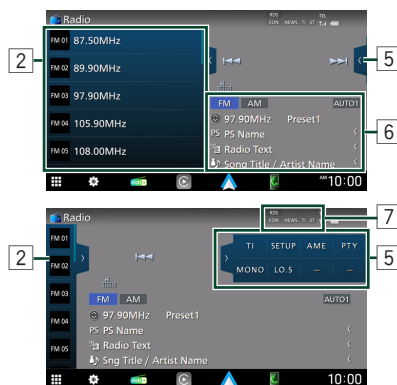 Radio
RDS TEL
EON NEWS TI ST
FM 01 87.50MHz
FM 02 89.90MHz
FM 03 97.90MHz
FM 04 105.90MHz
FM 05 108.00MHz
FM AM AUTO1
97.90MHz Preset1
PS PS Name
Radio Text
Song Title / Artist Name
dab
AM 10:00
2
5
6
Radio
RDS
EON NEWS TI ST
FM 01
FM 02
FM 03
FM 04
FM 05
TI SETUP AME PTY
MONO LO.S – –
FM AM AUTO1
97.90MHz Preset1
PS PS Name
Radio Text
Sng Title / Artist Name
dab
10:00
2
7
5